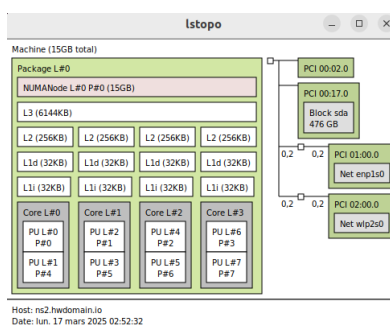 lstopo
Machine (15GB total)
Package L#0
NUMANode L#0 P#0 (15GB)
L3 (6144KB)
L2 (256KB) L2 (256KB) L2 (256KB) L2 (256KB)
L1d (32KB) L1d (32KB) L1d (32KB) L1d (32KB)
L1i (32KB) L1i (32KB) L1i (32KB) L1i (32KB)
Core L#0 Core L#1 Core L#2 Core L#3
PU L#0 PU L#2 PU L#4 PU L#6
P#0 P#1 P#2 P#3
PU L#1 PU L#3 PU L#5 PU L#7
P#4 P#5 P#6 P#7
PCI 00:02.0
PCI 00:17.0
Block sda
476 GB
0,2 0,2 PCI 01:00.0
Net enp1s0
0,2 0,2 PCI 02:00.0
Net wlp2s0
Host: ns2.hwdomain.io
Date: lun. 17 mars 2025 02:52:32